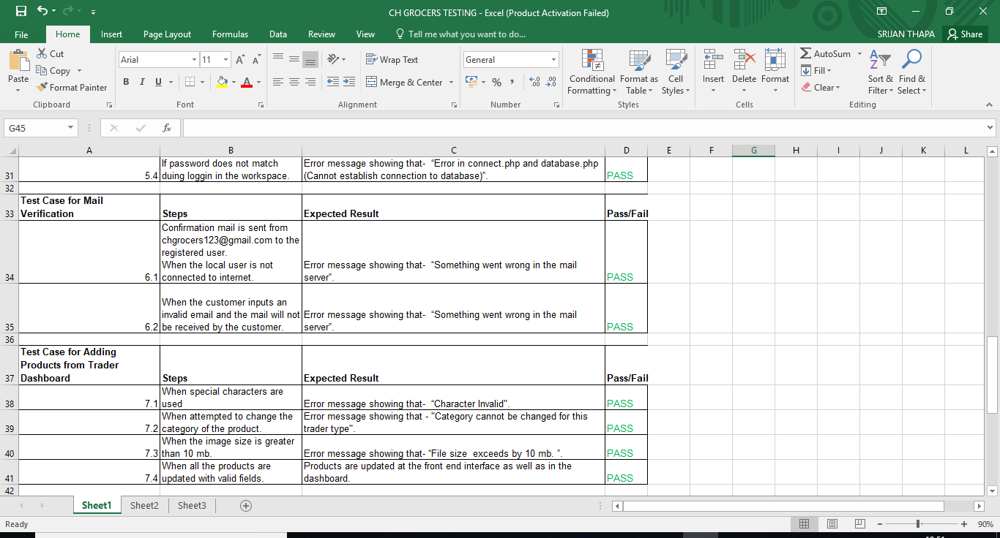 CH GROCERS TESTING - Excel (Product Activation Failed)
File Home Insert Page Layout Formulas Data Review View Tell me what you want to do... SRIJAN THAPA Share
Paste
Cut
Copy
Format Painter
Clipboard
Arial 11
B I U
Font
Wrap Text
Merge & Center
Alignment
General
%
Number
Conditional Formatting
Format as Table
Cell Styles
Styles
Insert Delete Format
Cells
AutoSum
Fill
Clear
Sort & Filter
Find & Select
Editing
G45 fx
A B C D E F G H I J K L
If password does not match Error message showing that- “Error in connect.php and database.php
31 5.4 duing loggin in the workspace. (Cannot establish connection to database)”. PASS
32
Test Case for Mail
33 Verification Steps Expected Result Pass/Fail
Confirmation mail is sent from
chgrocers123@gmail.com to the
registered user.
When the local user is not Error message showing that- “Something went wrong in the mail
34 6.1 connected to internet. server”. PASS
When the customer inputs an
invalid email and the mail will not Error message showing that- “Something went wrong in the mail
35 6.2 be received by the customer. server”. PASS
36
Test Case for Adding
Products from Trader
37 Dashboard Steps Expected Result Pass/Fail
When special characters are
38 7.1 used Error message showing that- “Character Invalid". PASS
When attempted to change the Error message showing that - "Category cannot be changed for this
39 7.2 category of the product. trader type". PASS
When the image size is greater
40 7.3 than 10 mb. Error message showing that- “File size exceeds by 10 mb. ”. PASS
When all the products are Products are updated at the front end interface as well as in the
41 7.4 updated with valid fields. dashboard. PASS
42
Sheet1 Sheet2 Sheet3
Ready 90%